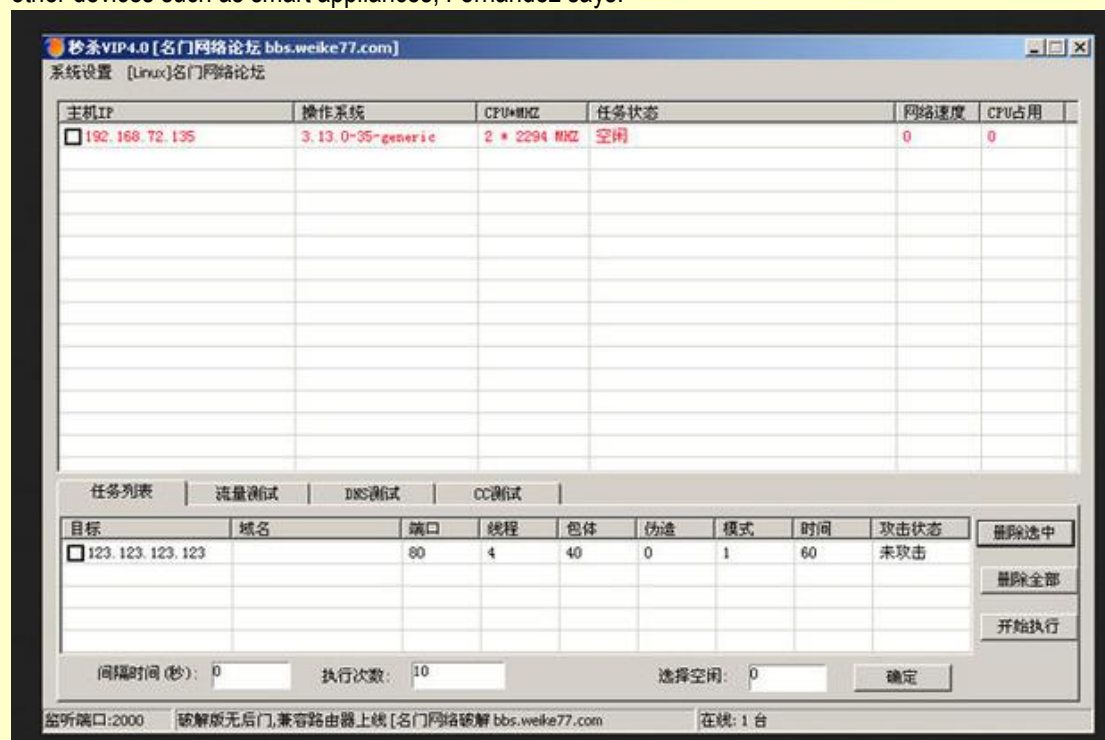 other devices such as smart appliances, Fernandez says.
秒杀VIP4.0 [名门网络论坛 bbs.weike77.com]
系统设置 [Linux]名门网络论坛
主机IP 操作系统 CPU*MHZ 任务状态 网络速度 CPU占用
192.168.72.135 3.13.0-35-generic 2 * 2294 MHZ 空闲 0 0
任务列表 流量测试 DNS测试 CC测试
目标 域名 端口 线程 包体 伪造 模式 时间 攻击状态
123.123.123.123 80 4 40 0 1 60 未攻击
删除选中
删除全部
开始执行
间隔时间(秒): 0 执行次数: 10 选择空闲: 0 确定
监听端口:2000 破解版无后门,兼容路由器上线[名门网络破解 bbs.weike77.com 在线: 1 台